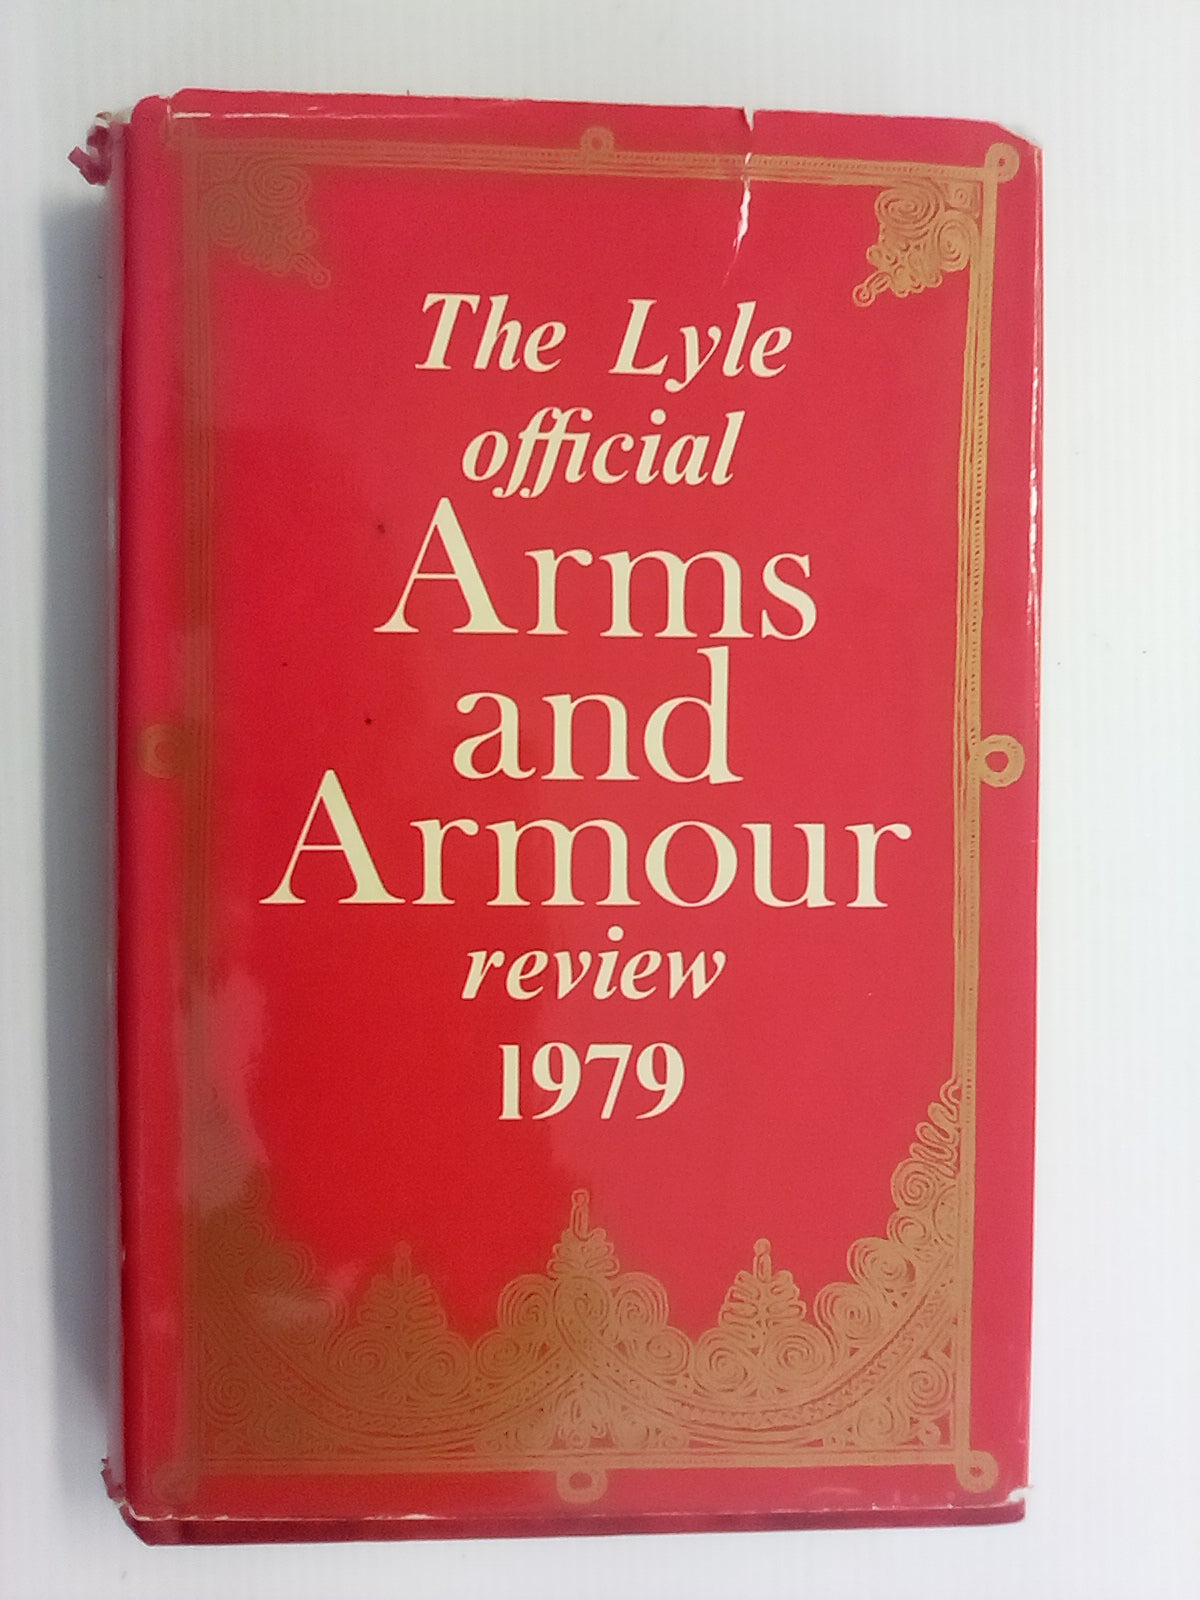 The Lyle
official
Arms
and
Armour
review
1979